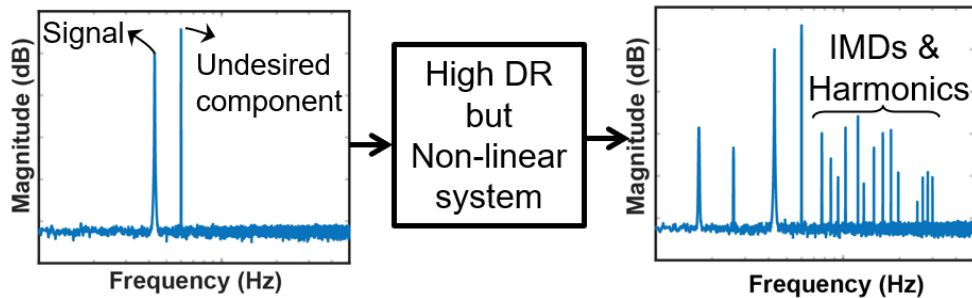 Signal
Undesired
component
Magnitude (dB)
Frequency (Hz)
High DR
but
Non-linear
system
IMDs &
Harmonics
Magnitude (dB)
Frequency (Hz)